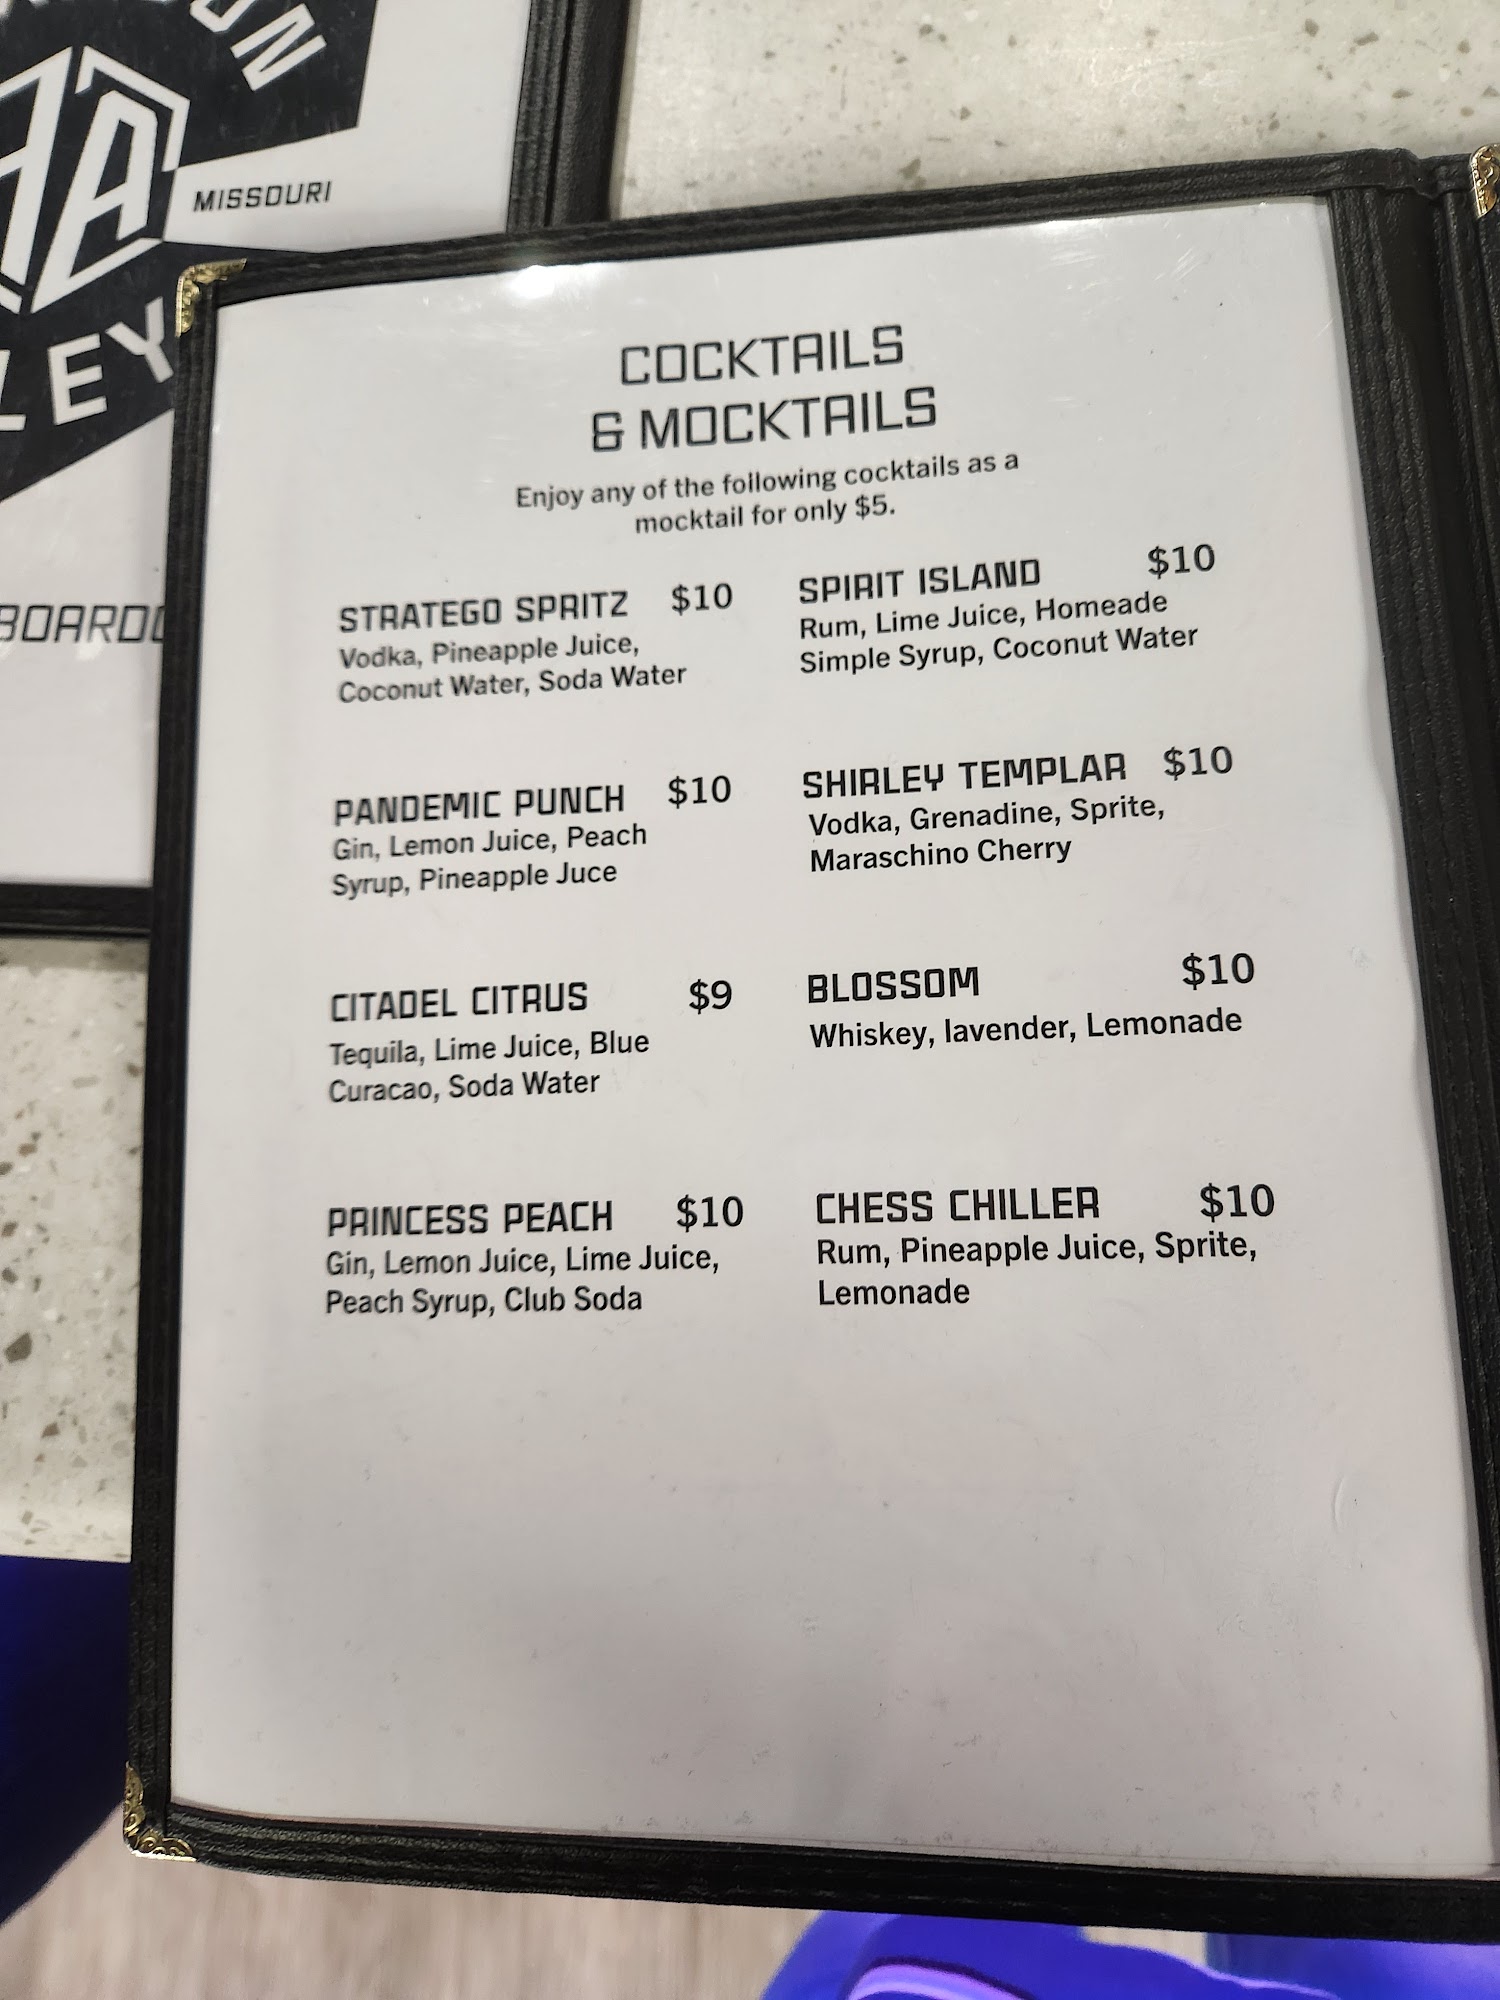 MISSOURI
LEY
COCKTAILS
& MOCKTAILS
Enjoy any of the following cocktails as a
mocktail for only $5.
STRATEGO SPRITZ $10
Vodka, Pineapple Juice,
Coconut Water, Soda Water
PANDEMIC PUNCH $10
Gin, Lemon Juice, Peach
Syrup, Pineapple Juce
CITADEL CITRUS $9
Tequila, Lime Juice, Blue
Curacao, Soda Water
PRINCESS PEACH $10
Gin, Lemon Juice, Lime Juice,
Peach Syrup, Club Soda
SPIRIT ISLAND $10
Rum, Lime Juice, Homeade
Simple Syrup, Coconut Water
SHIRLEY TEMPLAR $10
Vodka, Grenadine, Sprite,
Maraschino Cherry
BLOSSOM $10
Whiskey, lavender, Lemonade
CHESS CHILLER $10
Rum, Pineapple Juice, Sprite,
Lemonade